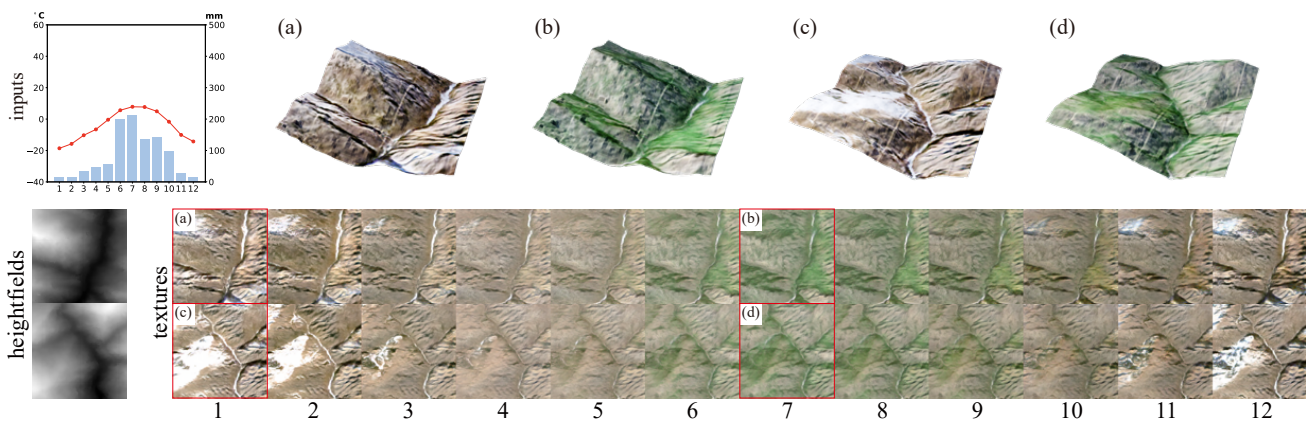 °C
mm
60
40
20
0
−20
−40
500
400
300
200
100
0
1 2 3 4 5 6 7 8 9 10 11 12
inputs
(a)
(b)
(c)
(d)
heightfields
textures
(a)
(b)
(c)
(d)
1 2 3 4 5 6 7 8 9 10 11 12